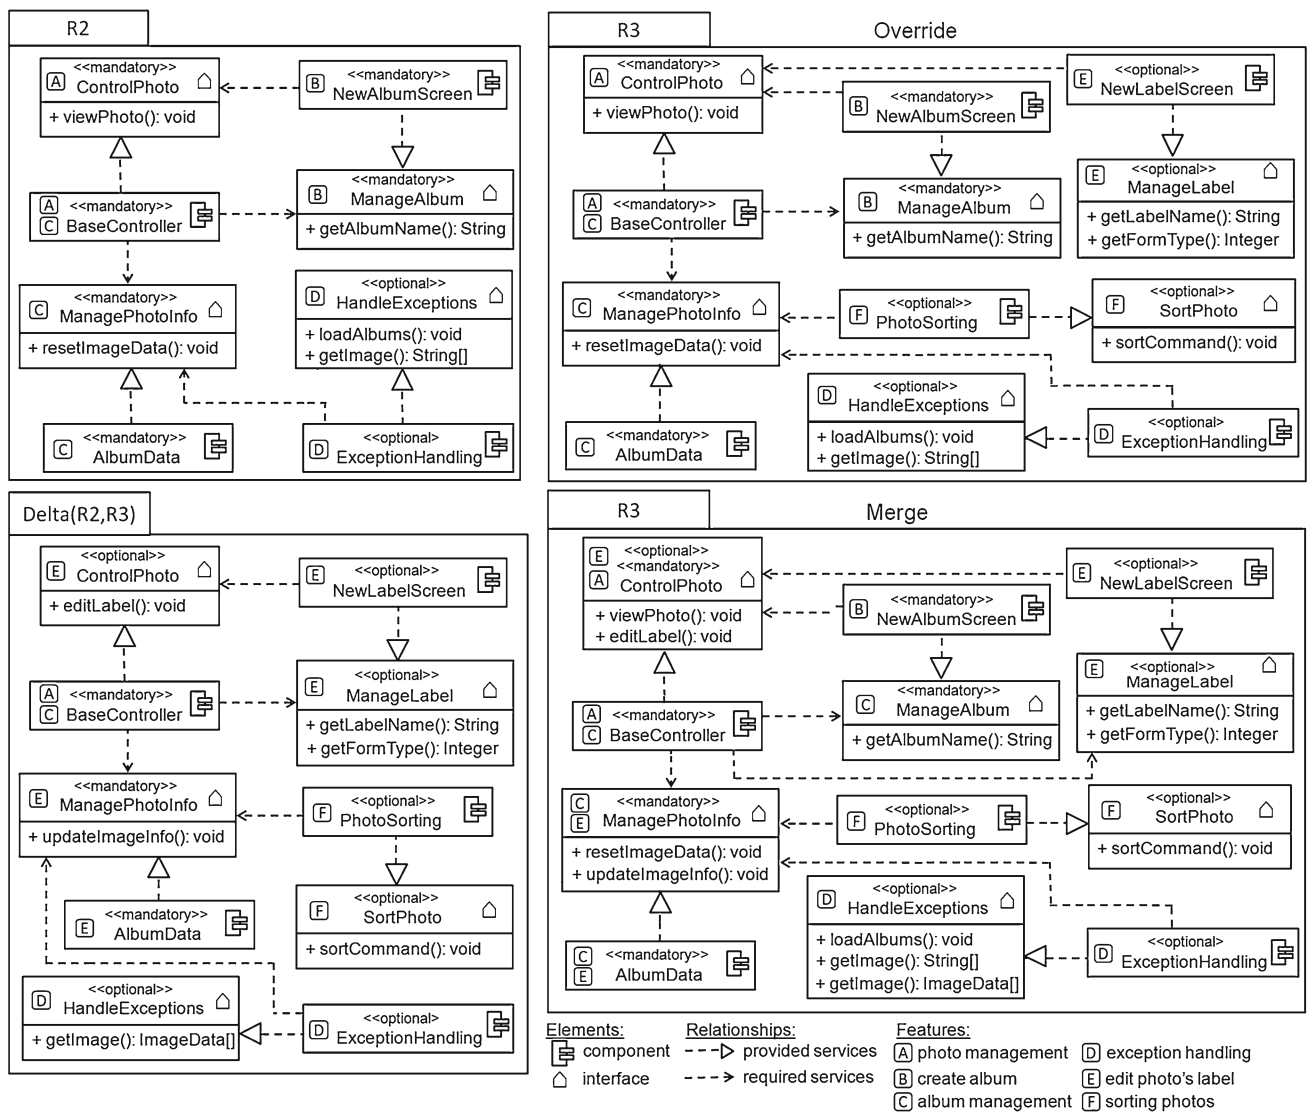 R2
<<mandatory>>
A ControlPhoto
+ viewPhoto(): void
<<mandatory>>
B NewAlbumScreen
<<mandatory>>
B ManageAlbum
+ getAlbumName(): String
A <<mandatory>>
C BaseController
<<mandatory>>
C ManagePhotoInfo
+ resetImageData(): void
<<optional>>
D HandleExceptions
+ loadAlbums(): void
+ getImage(): String[]
<<mandatory>>
C AlbumData
<<optional>
D ExceptionHandling
R3
Override
<<mandatory>>
A ControlPhoto
+ viewPhoto(): void
<<mandatory>>
B NewAlbumScreen
<<optional>>
E NewLabelScreen
<<mandatory>>
B ManageAlbum
+ getAlbumName(): String
<<optional>>
E ManageLabel
+ getLabelName(): String
+ getFormType(): Integer
A <<mandatory>>
C BaseController
<<mandatory>>
C ManagePhotoInfo
+ resetImageData(): void
<<optional>>
F PhotoSorting
<<optional>>
F SortPhoto
+ sortCommand(): void
<<optional>>
D HandleExceptions
+ loadAlbums(): void
+ getImage(): String[]
<<optional>
D ExceptionHandling
<<mandatory>>
C AlbumData
Delta(R2,R3)
<<optional>>
E ControlPhoto
+ editLabel(): void
<<optional>>
E NewLabelScreen
<<optional>>
E ManageLabel
+ getLabelName(): String
+ getFormType(): Integer
A <<mandatory>>
C BaseController
<<mandatory>>
E ManagePhotoInfo
+ updateImageInfo(): void
<<optional>>
F PhotoSorting
<<optional>>
F SortPhoto
+ sortCommand(): void
<<mandatory>>
E AlbumData
<<optional>>
D HandleExceptions
+ getImage(): ImageData[]
<<optional>>
D ExceptionHandling
R3
Merge
E <<optional>>
<<mandatory>>
A ControlPhoto
+ viewPhoto(): void
+ editLabel(): void
<<mandatory>>
B NewAlbumScreen
<<optional>>
E NewLabelScreen
<<mandatory>>
C ManageAlbum
+ getAlbumName(): String
<<optional>>
E ManageLabel
+ getLabelName(): String
+ getFormType(): Integer
A <<mandatory>>
C BaseController
C <<mandatory>>
E ManagePhotoInfo
+ resetImageData(): void
+ updateImageInfo(): void
<<optional>>
F PhotoSorting
<<optional>>
F SortPhoto
+ sortCommand(): void
<<optional>>
D HandleExceptions
+ loadAlbums(): void
+ getImage(): String[]
+ getImage(): ImageData[]
<<optional>
D ExceptionHandling
C <<mandatory>>
E AlbumData
Elements:
component
interface
Relationships:
provided services
required services
Features:
A photo management
B create album
C album management
D exception handling
E edit photo's label
F sorting photos